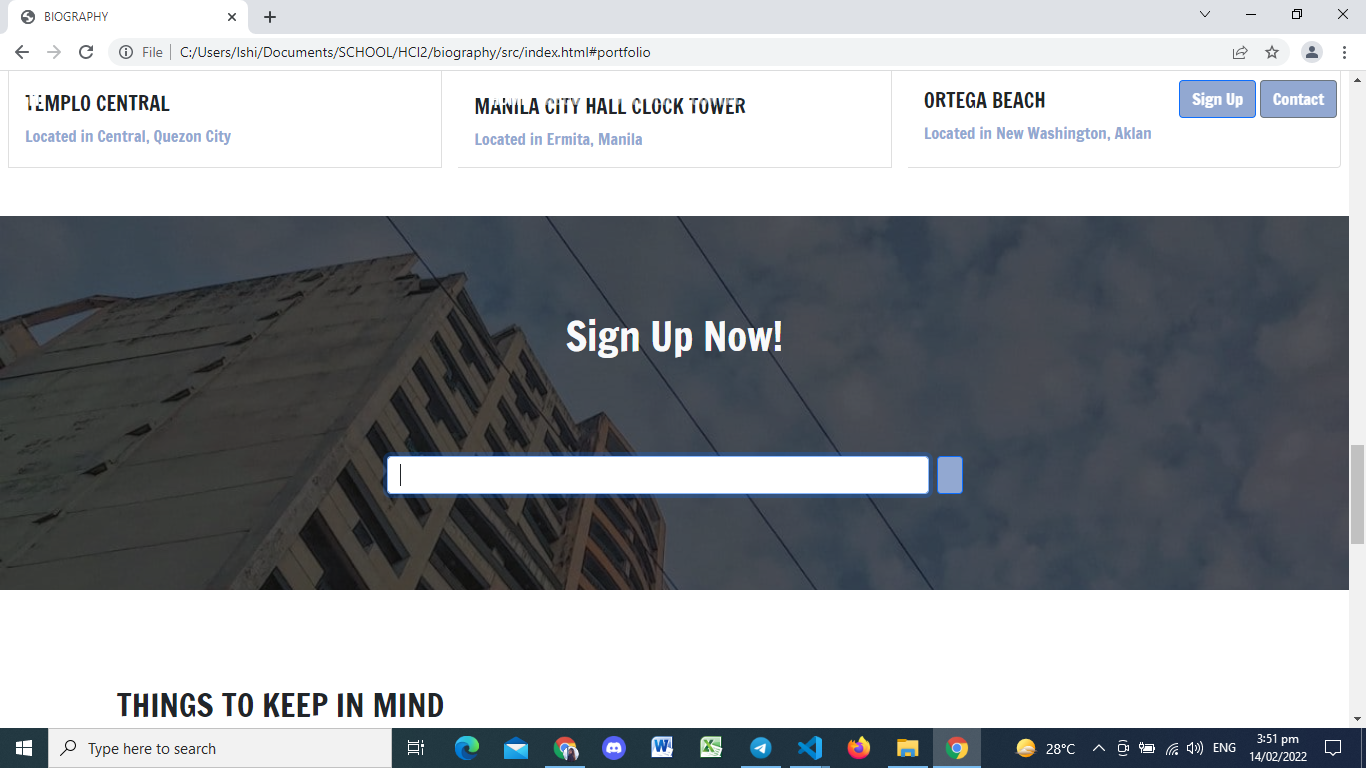 BIOGRAPHY
File
C:/Users/Ishi/Documents/SCHOOL/HCI2/biography/src/index.html#portfolio
TEMPLO CENTRAL
Located in Central, Quezon City
MANILA CITY HALL CLOCK TOWER
Located in Ermita, Manila
ORTEGA BEACH
Located in New Washington, Aklan
Sign Up
Contact
Sign Up Now!
THINGS TO KEEP IN MIND
Type here to search
28°C
ENG
3:51 pm
14/02/2022